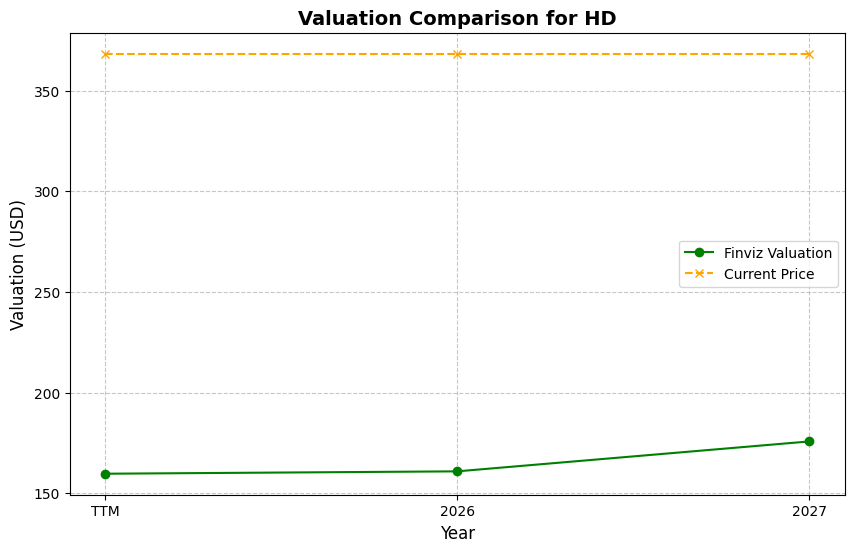 Valuation Comparison for HD
Valuation (USD)
350
300
250
200
150
Finviz Valuation
Current Price
TTM
2026
2027
Year